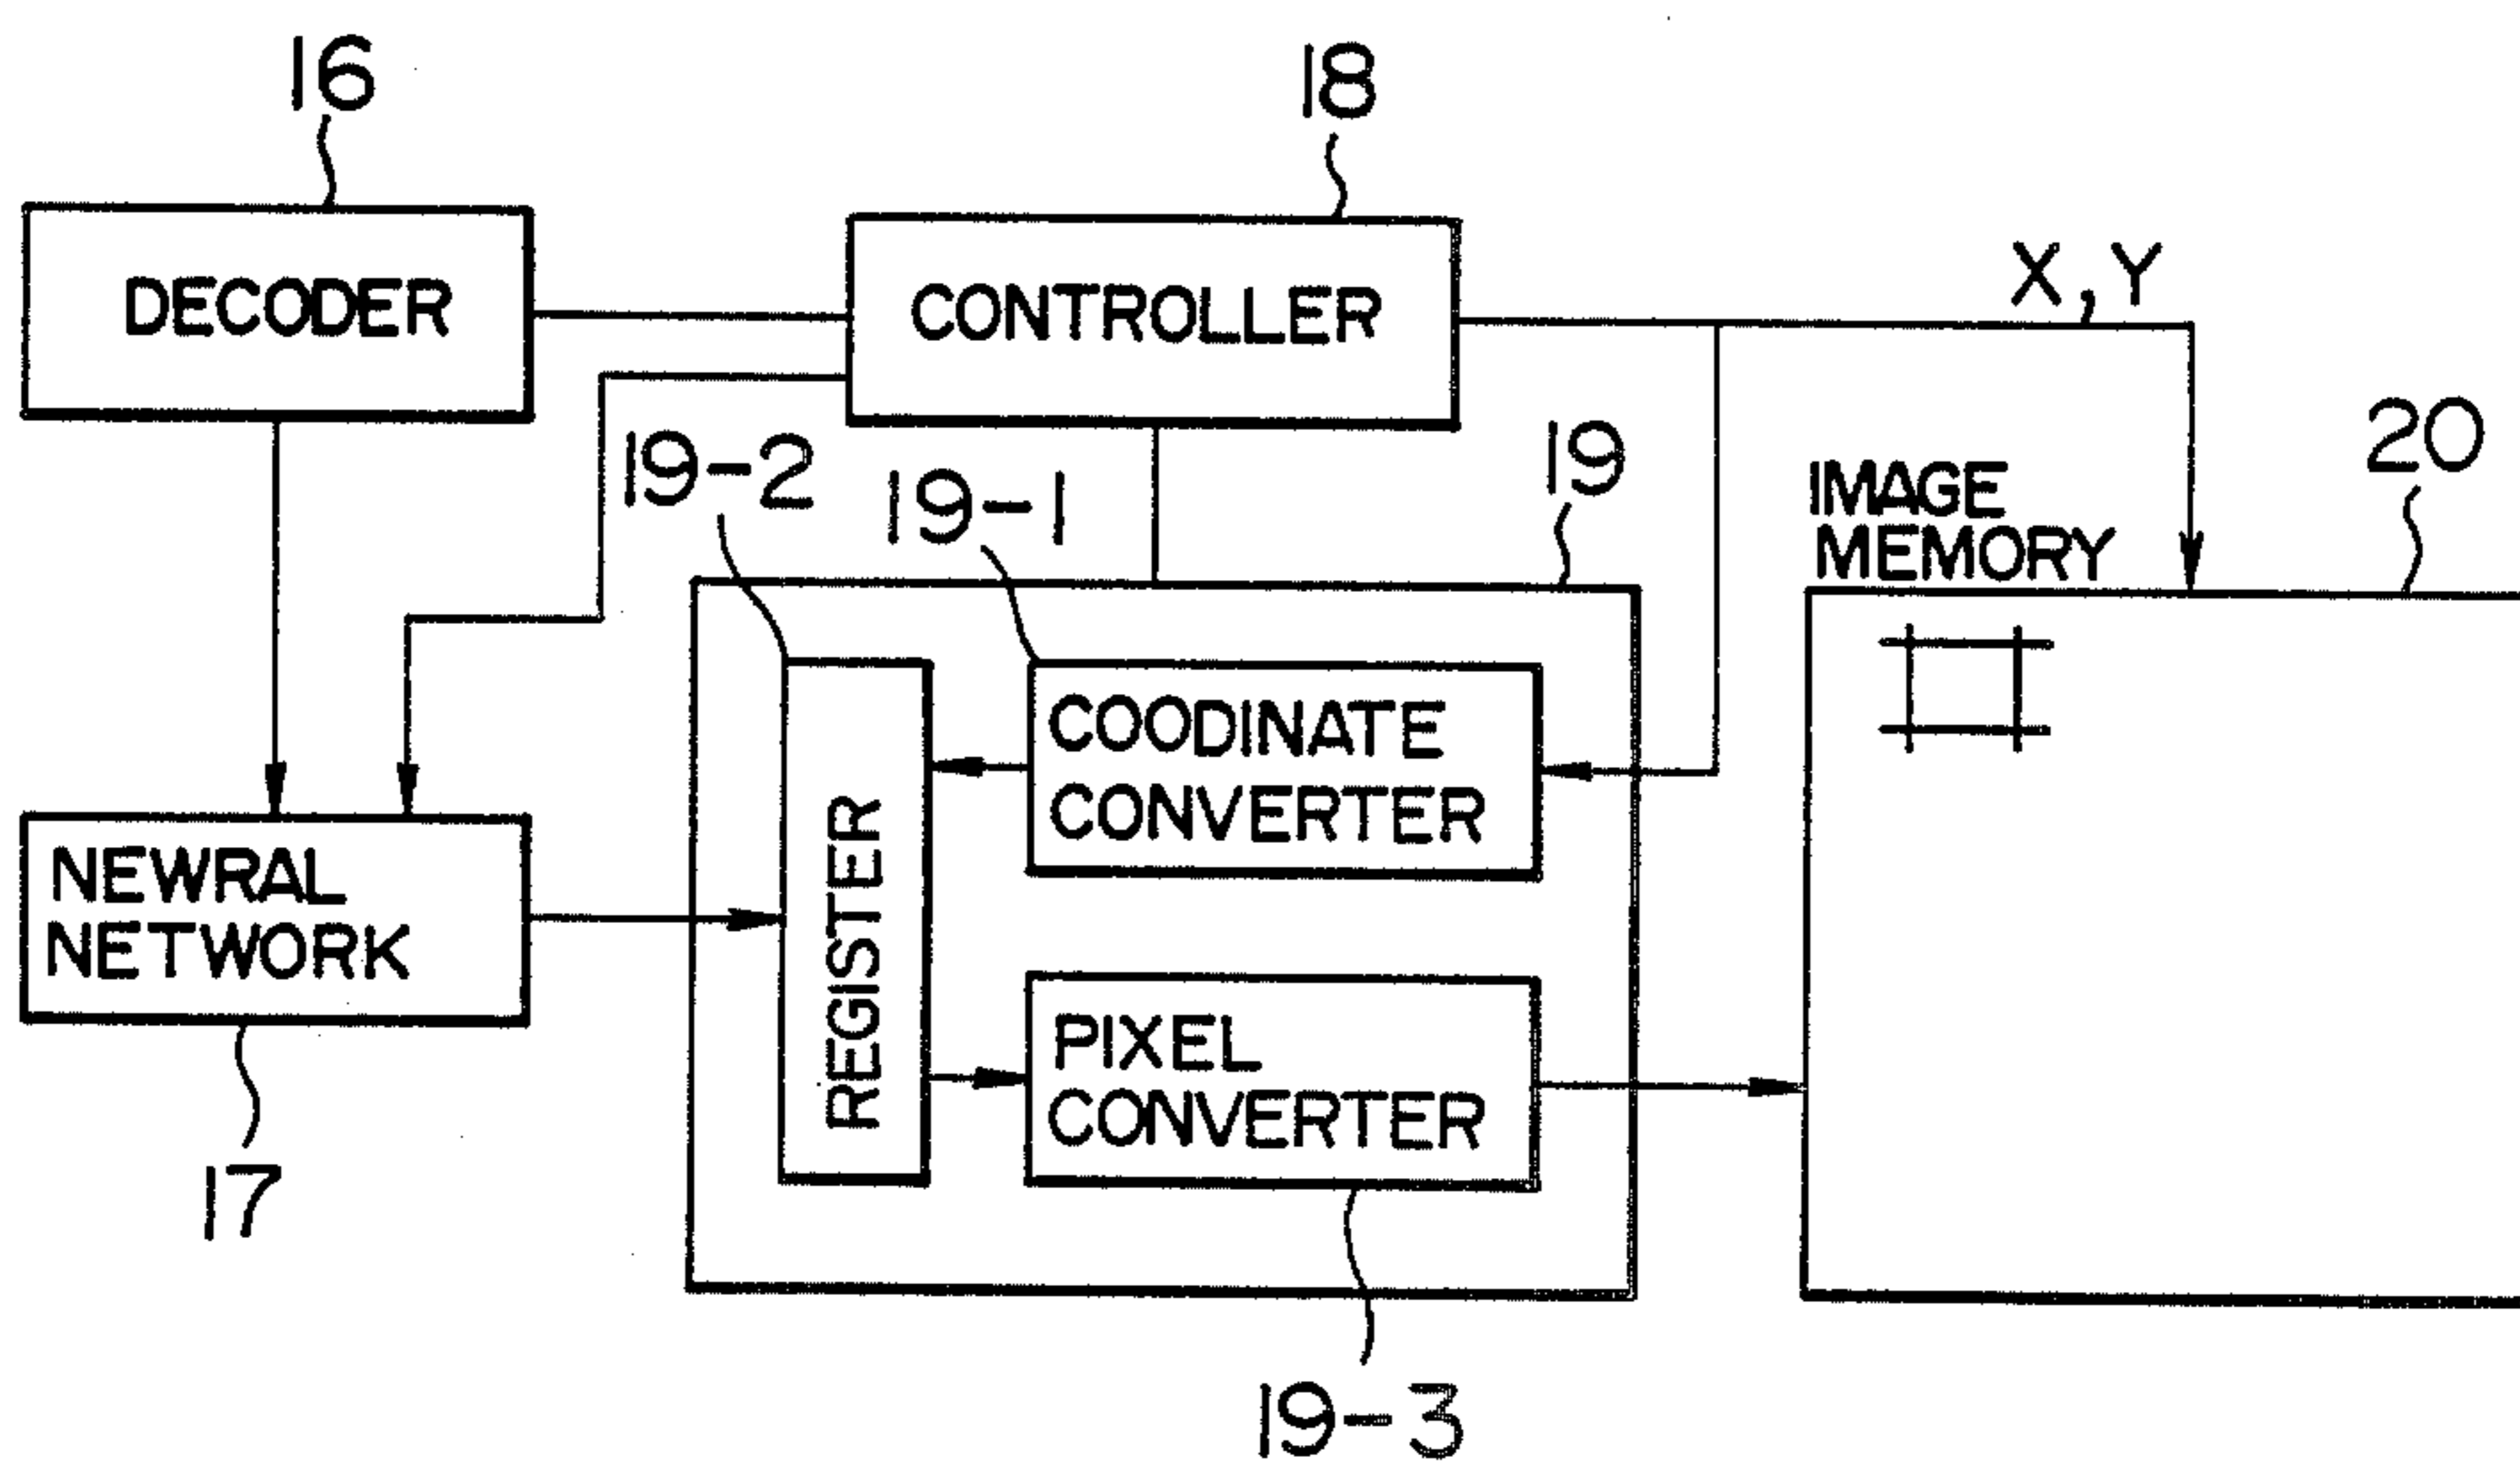 16
18
DECODER
CONTROLLER
X,Y
19-2
19-1
19
20
IMAGE
MEMORY
COODINATE
CONVERTER
REGISTER
NEWRAL
NETWORK
PIXEL
CONVERTER
17
19-3